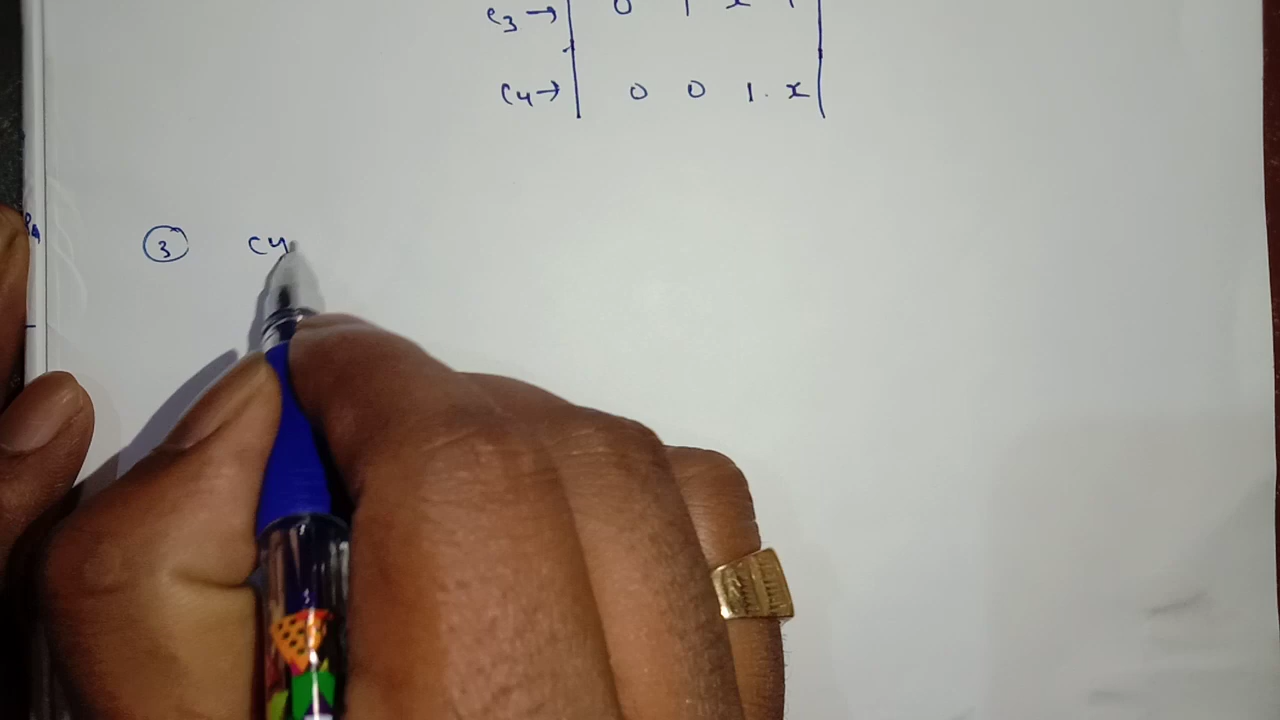 C3 → | 0 1 x 1 |
C4 → | 0 0 1 . x |
③ C4